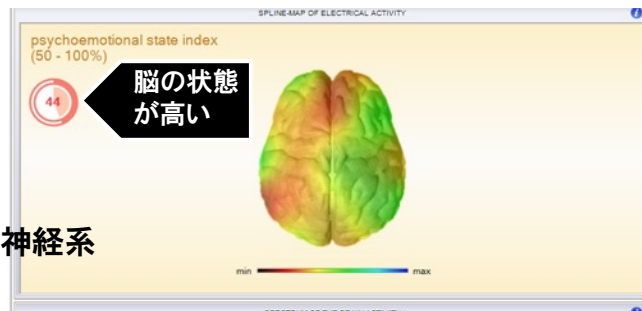 SPLINE-MAP OF ELECTRICAL ACTIVITY
psychoemotional state index
(50 - 100%)
44
脳の状態
が高い
神経系
min
max